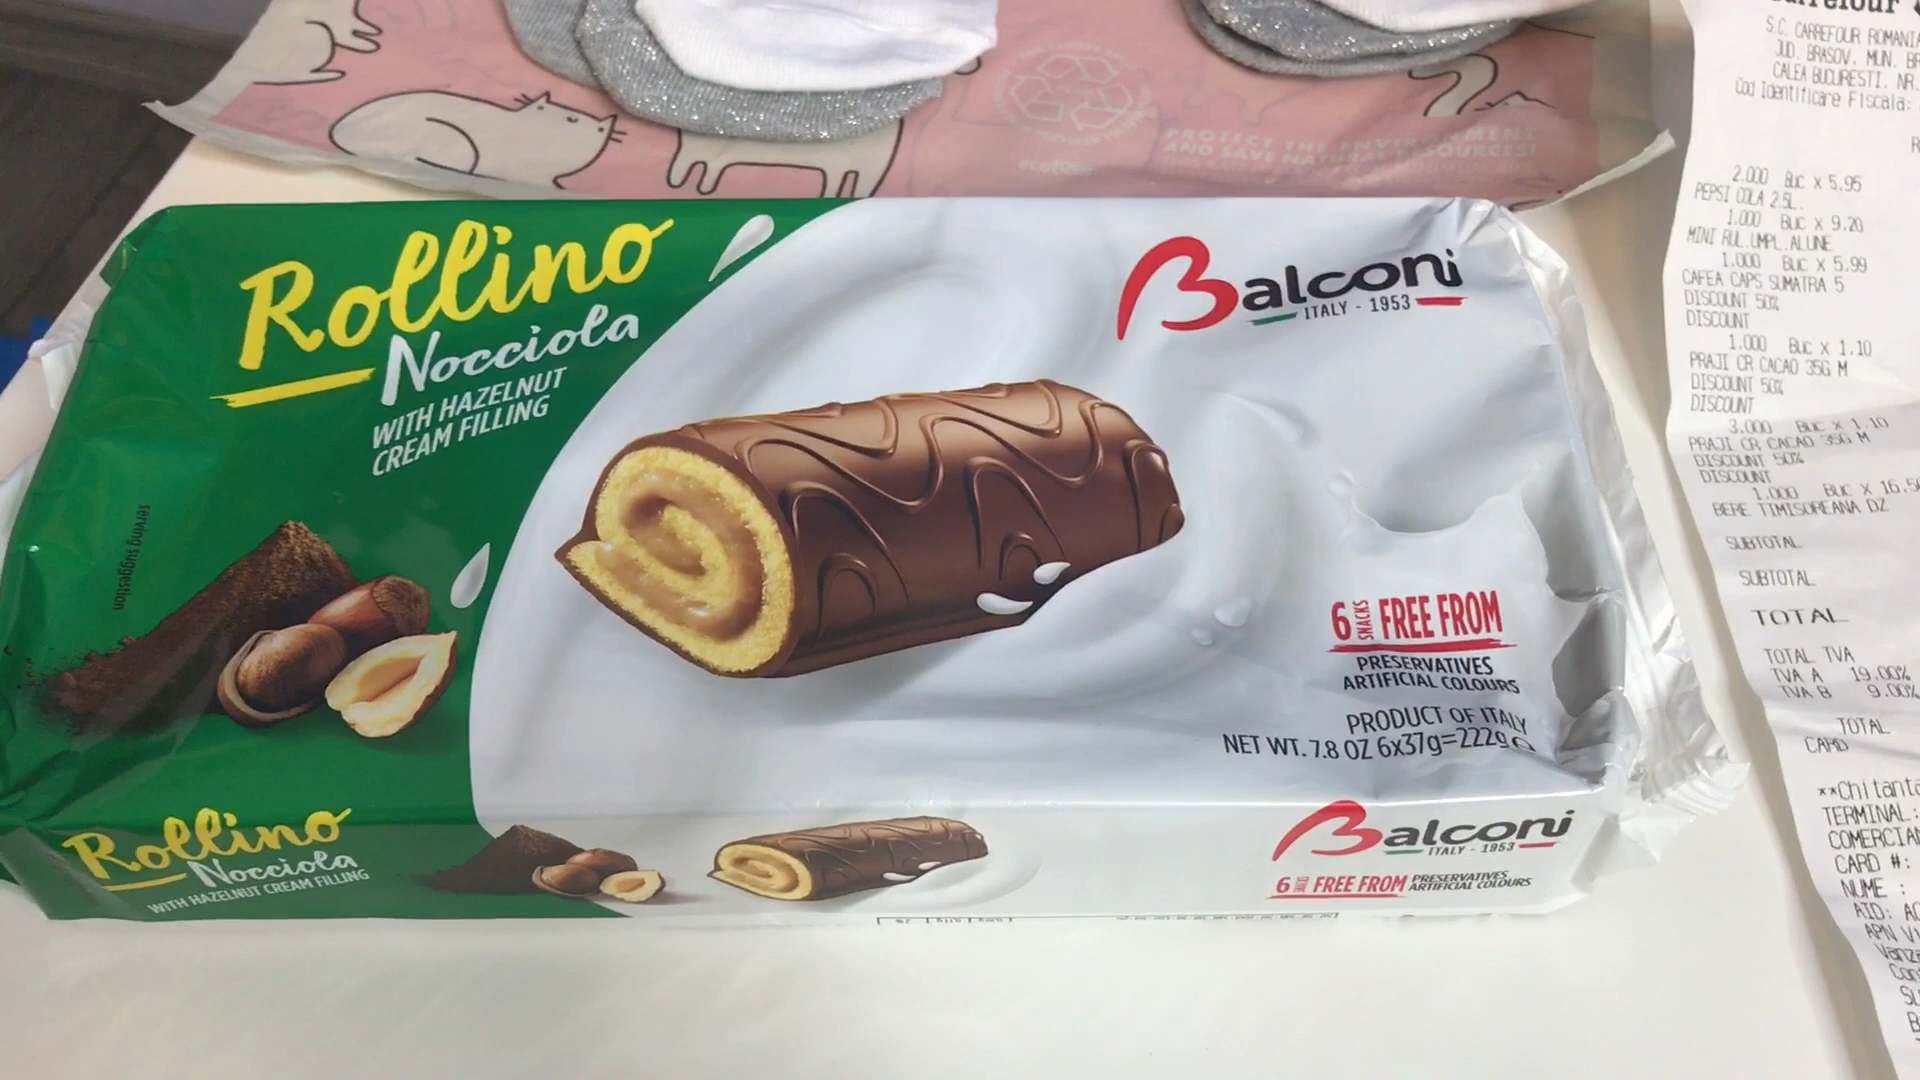 PROTECT THE ENVIRONMENT
AND SAVE NATURAL RESOURCES!
Rollino
Nocciola
WITH HAZELNUT
CREAM FILLING
serving suggestion
Balconi
ITALY - 1953
6 SNACKS FREE FROM
PRESERVATIVES
ARTIFICIAL COLOURS
PRODUCT OF ITALY
NET WT. 7.8 OZ 6x37g=222g e
Rollino
Nocciola
WITH HAZELNUT CREAM FILLING
Balconi
ITALY - 1953
6 SNACKS FREE FROM PRESERVATIVES
ARTIFICIAL COLOURS
S.C. CARREFOUR ROMANIA
JUD. BRASOV, MUN. BR
CALEA BUCURESTI, NR.
Cod Identificare Fiscala:
2.000 Buc x 5.95
PEPSI COLA 2.5L.
1.000 Buc x 9.20
MINI RUL.UMPL.ALUNE
1.000 Buc x 5.99
CAFEA CAPS SUMATRA 5
DISCOUNT 50%
DISCOUNT
1.000 Buc x 1.10
PRAJI CR CACAO 35G M
DISCOUNT 50%
DISCOUNT
3.000 Buc x 1.10
PRAJI CR CACAO 35G M
DISCOUNT 50%
DISCOUNT
1.000 Buc x 16.5
BERE TIMISOREANA DZ
SUBTOTAL
SUBTOTAL
TOTAL
TOTAL TVA
TVA A 19.00%
TVA B 9.00%
TOTAL
CARD
**Chitanta
TERMINAL:
COMERCIAN
CARD #:
NUME :
AID: A0